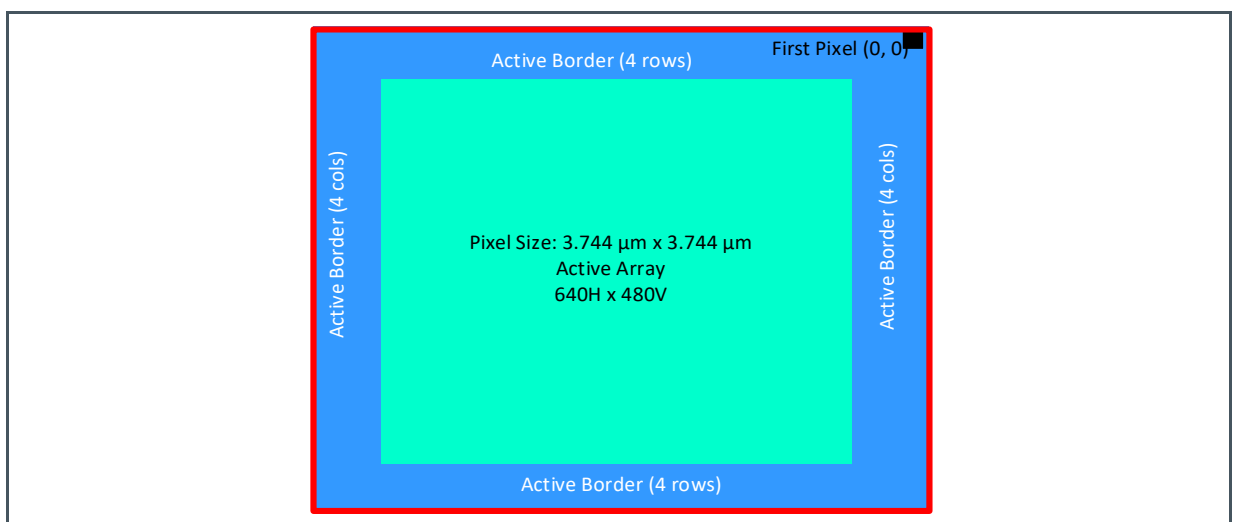 First Pixel (0, 0)
Active Border (4 rows)
Active Border (4 cols)
Active Border (4 cols)
Pixel Size: 3.744 µm x 3.744 µm
Active Array
640H x 480V
Active Border (4 rows)